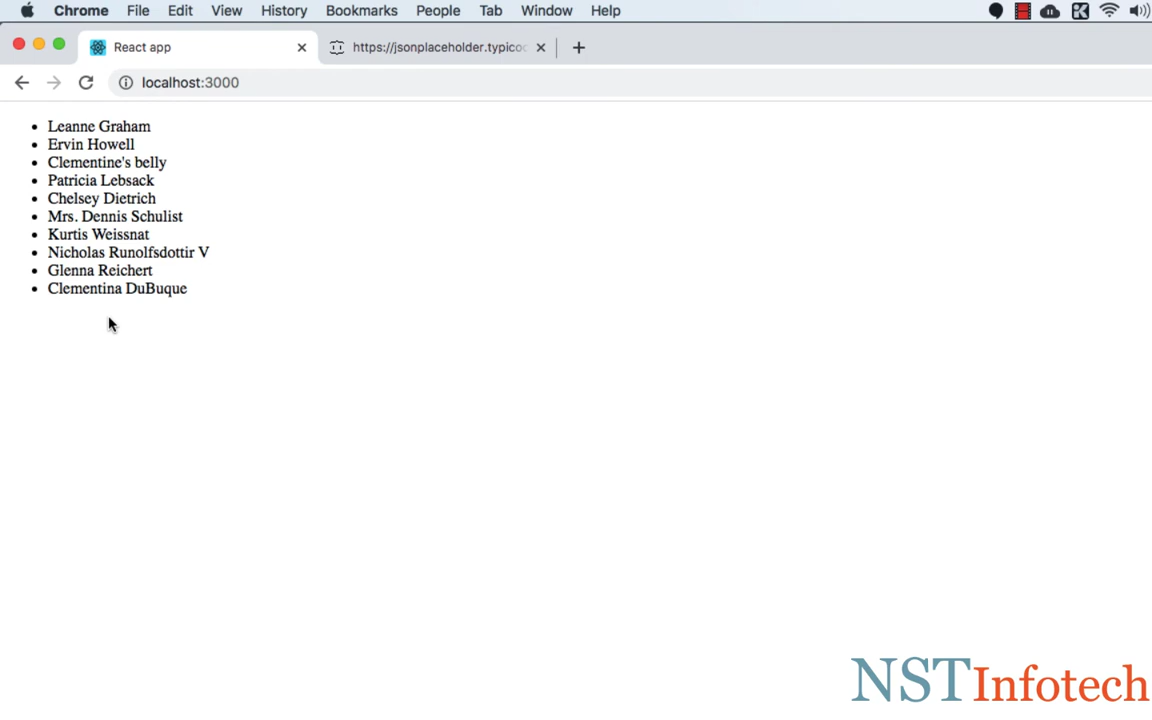 Chrome File Edit View History Bookmarks People Tab Window Help
React app https://jsonplaceholder.typico
localhost:3000
Leanne Graham
Ervin Howell
Clementine's belly
Patricia Lebsack
Chelsey Dietrich
Mrs. Dennis Schulist
Kurtis Weissnat
Nicholas Runolfsdottir V
Glenna Reichert
Clementina DuBuque
NSTInfotech